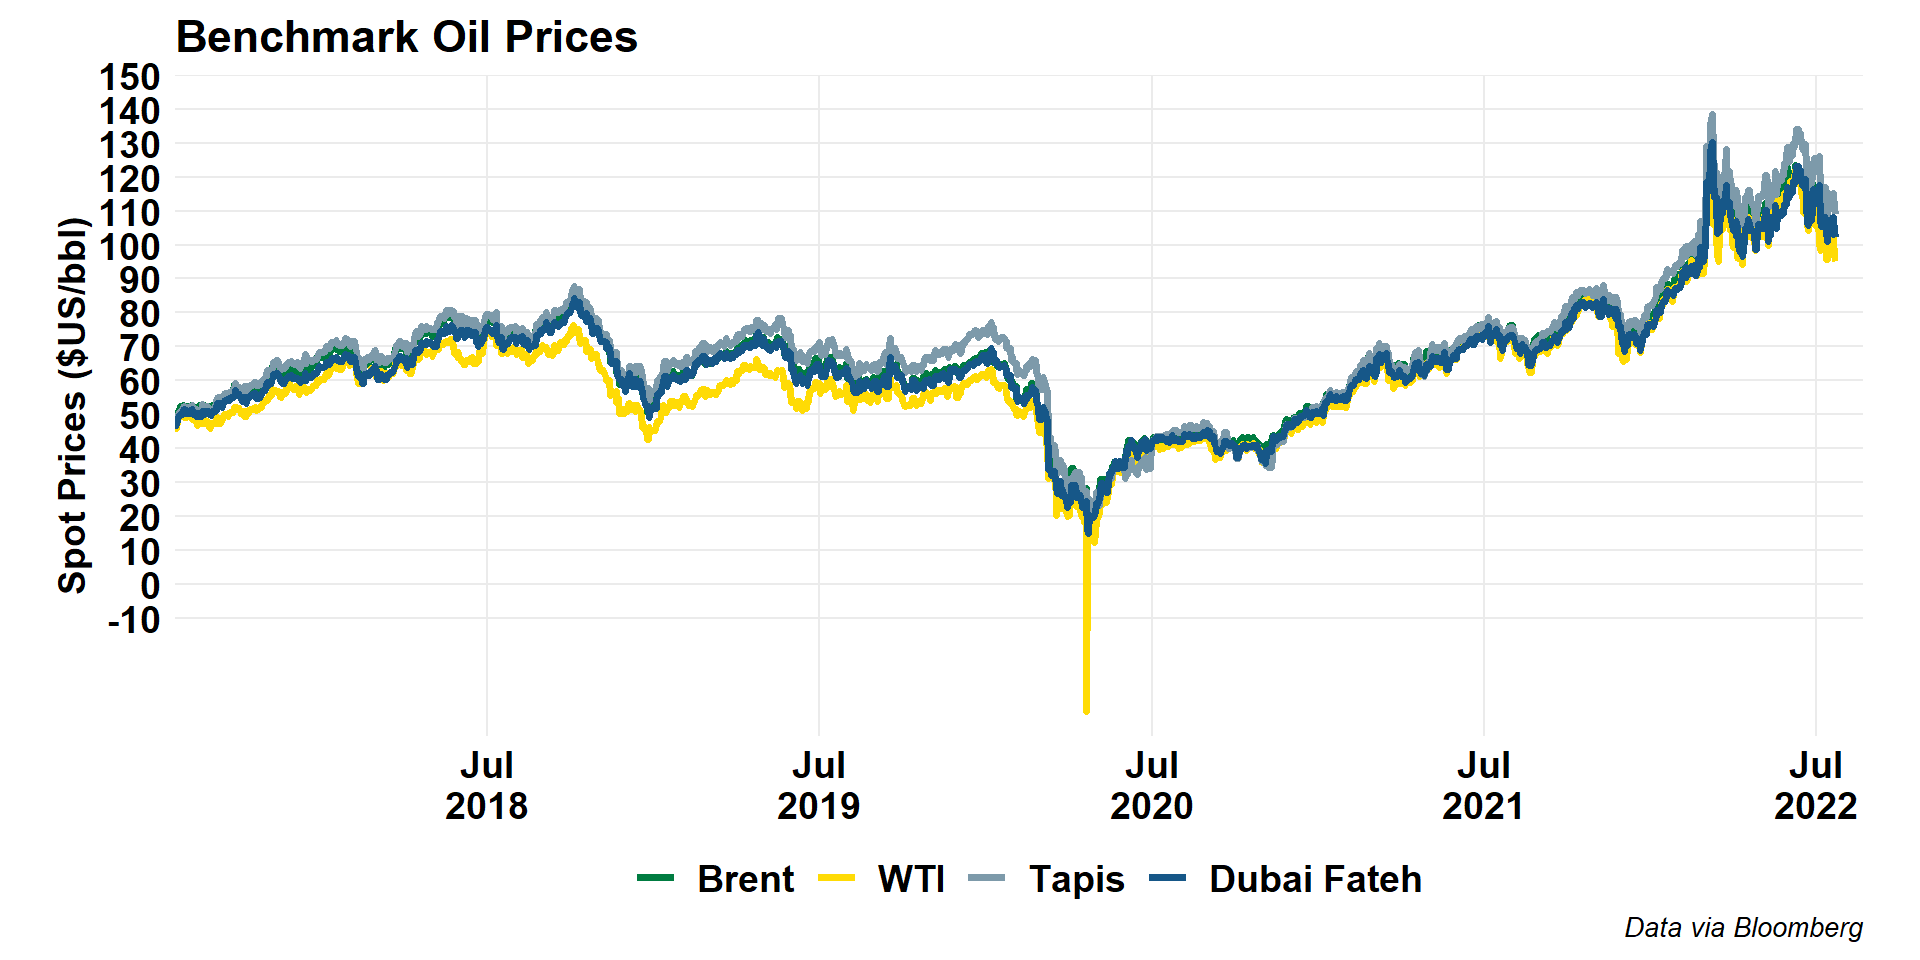 Benchmark Oil Prices
Spot Prices ($US/bbl)
150
140
130
120
110
100
90
80
70
60
50
40
30
20
10
0
-10
Jul
2018
Jul
2019
Jul
2020
Jul
2021
Jul
2022
Brent WTI Tapis Dubai Fateh
Data via Bloomberg